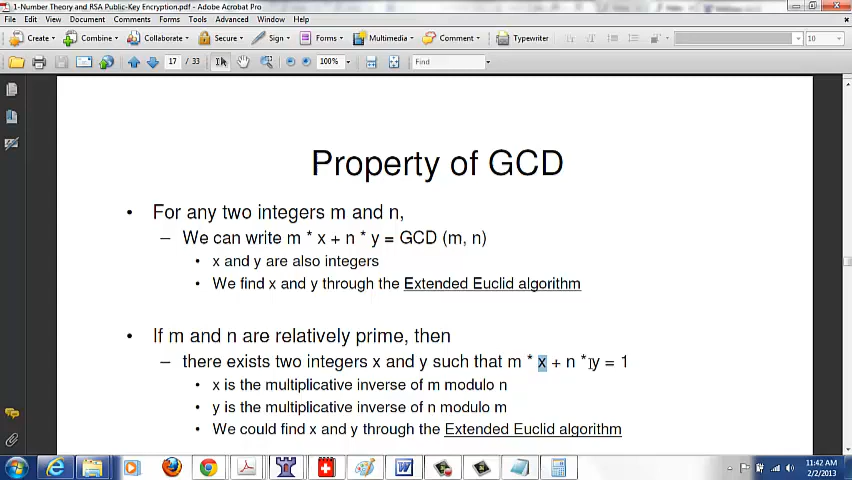 1-Number Theory and RSA Public-Key Encryption.pdf - Adobe Acrobat Pro
File Edit View Document Comments Forms Tools Advanced Window Help
Create Combine Collaborate Secure Sign Forms Multimedia Comment Typewriter 10
17 / 33 100% Find
Property of GCD
• For any two integers m and n,
– We can write m * x + n * y = GCD (m, n)
• x and y are also integers
• We find x and y through the Extended Euclid algorithm
• If m and n are relatively prime, then
– there exists two integers x and y such that m * x + n * y = 1
• x is the multiplicative inverse of m modulo n
• y is the multiplicative inverse of n modulo m
• We could find x and y through the Extended Euclid algorithm
11:42 AM
2/2/2013